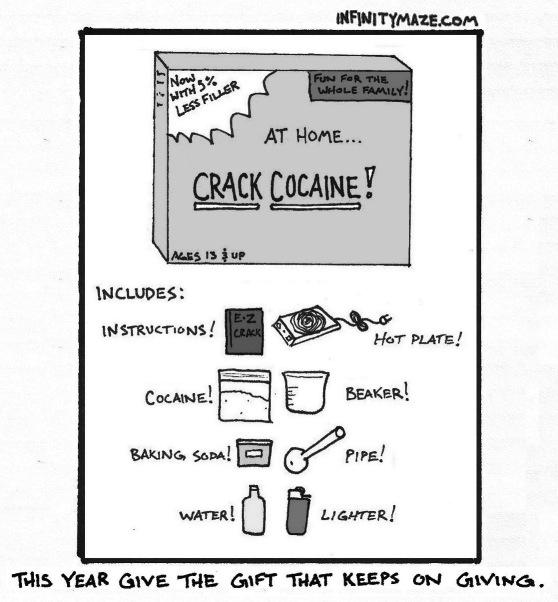 INFINITYMAZE.COM
NOW
WITH 5%
LESS FILLER
FUN FOR THE
WHOLE FAMILY!
AT HOME...
CRACK COCAINE!
AGES 13 & UP
INCLUDES:
INSTRUCTIONS!
E-Z
CRACK
HOT PLATE!
COCAINE!
BEAKER!
BAKING SODA!
PIPE!
WATER!
LIGHTER!
THIS YEAR GIVE THE GIFT THAT KEEPS ON GIVING.